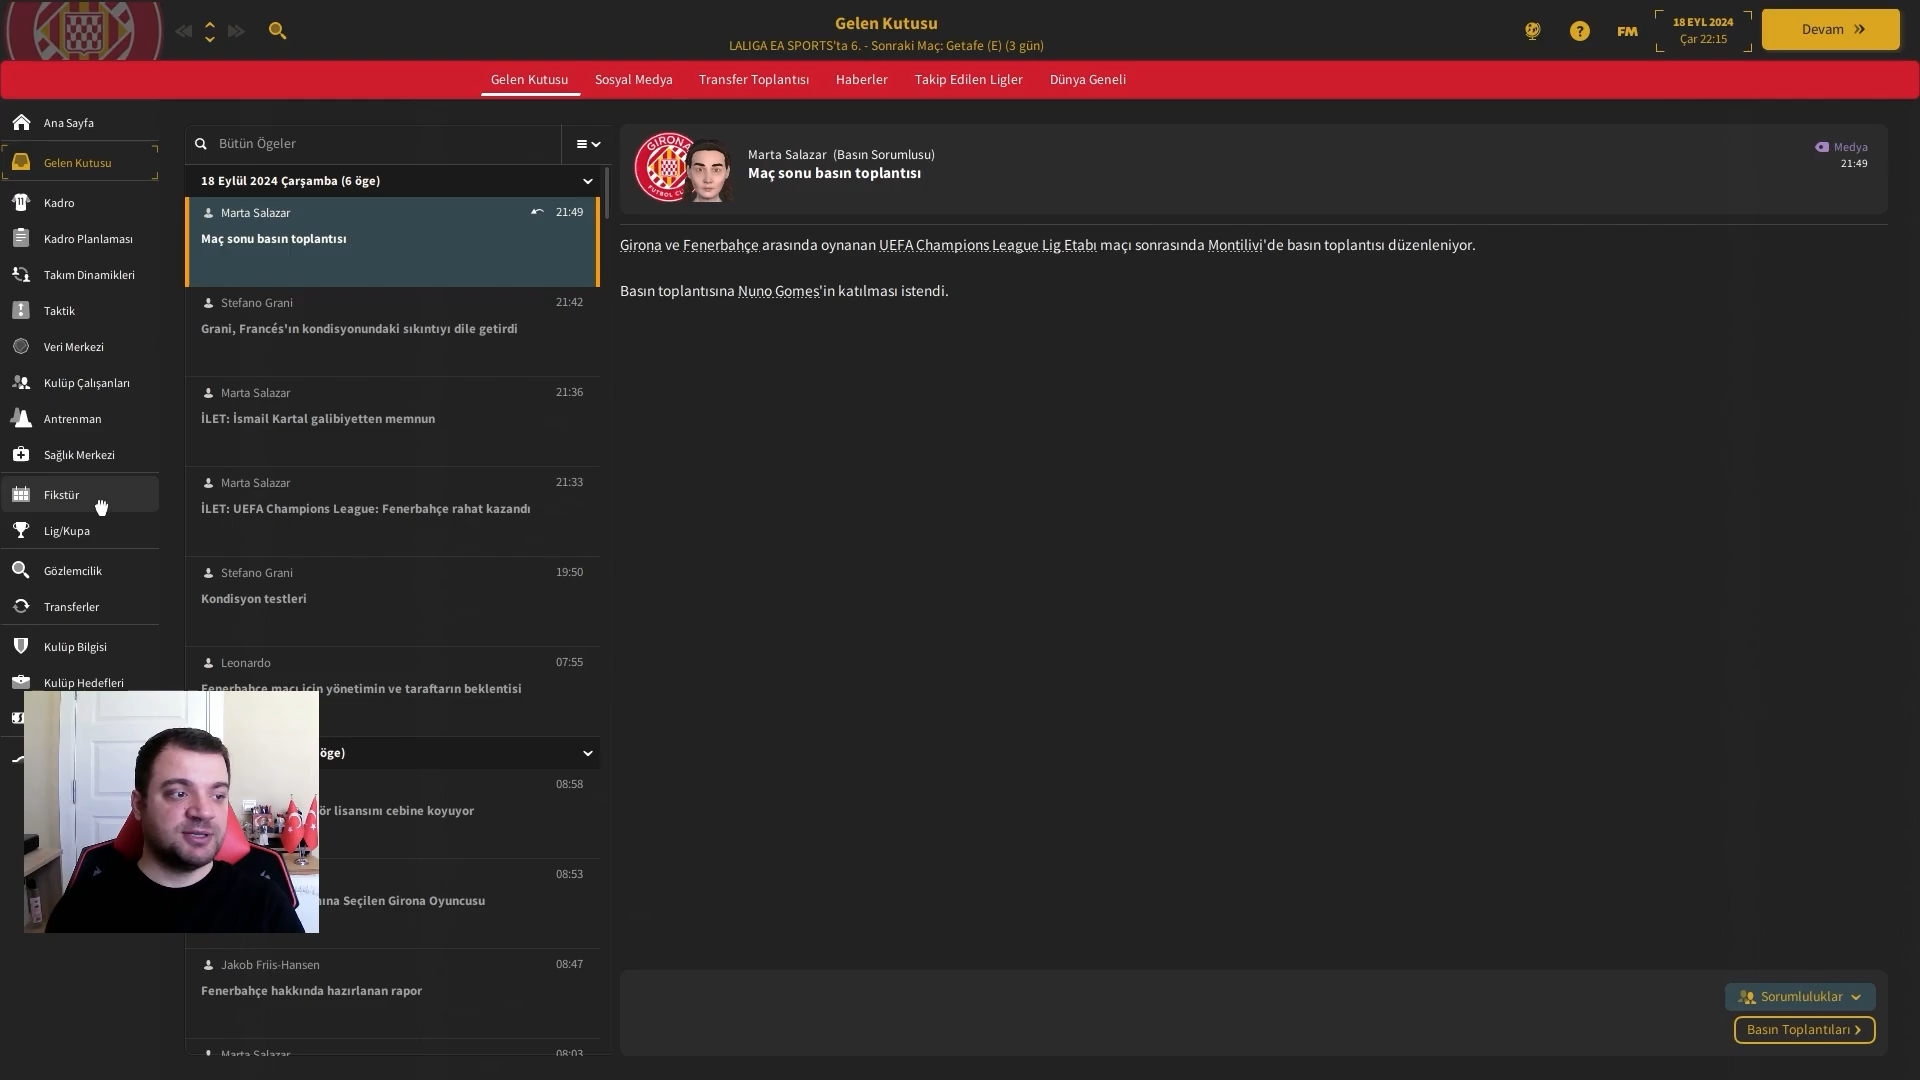 Gelen Kutusu
LALIGA EA SPORTS'ta 6. - Sonraki Maç: Getafe (E) (3 gün)
FM
18 EYL 2024
Çar 22:15
Devam
Gelen Kutusu
Sosyal Medya
Transfer Toplantısı
Haberler
Takip Edilen Ligler
Dünya Geneli
Ana Sayfa
Gelen Kutusu
Kadro
Kadro Planlaması
Takım Dinamikleri
Taktik
Veri Merkezi
Kulüp Çalışanları
Antrenman
Sağlık Merkezi
Fikstür
Lig/Kupa
Gözlemcilik
Transferler
Kulüp Bilgisi
Kulüp Hedefleri
Bütün Ögeler
18 Eylül 2024 Çarşamba (6 öge)
Marta Salazar 21:49
Maç sonu basın toplantısı
Stefano Grani 21:42
Grani, Francés'ın kondisyonundaki sıkıntıyı dile getirdi
Marta Salazar 21:36
İLET: İsmail Kartal galibiyetten memnun
Marta Salazar 21:33
İLET: UEFA Champions League: Fenerbahçe rahat kazandı
Stefano Grani 19:50
Kondisyon testleri
Leonardo 07:55
Fenerbahçe maçı için yönetimin ve taraftarın beklentisi
öge)
08:58
ör lisansını cebine koyuyor
08:53
ına Seçilen Girona Oyuncusu
Jakob Friis-Hansen 08:47
Fenerbahçe hakkında hazırlanan rapor
Marta Salazar 08:03
GIRONA
Marta Salazar (Basın Sorumlusu)
Maç sonu basın toplantısı
Medya
21:49
Girona ve Fenerbahçe arasında oynanan UEFA Champions League Lig Etabı maçı sonrasında Montilivi'de basın toplantısı düzenleniyor.
Basın toplantısına Nuno Gomes'in katılması istendi.
Sorumluluklar
Basın Toplantıları